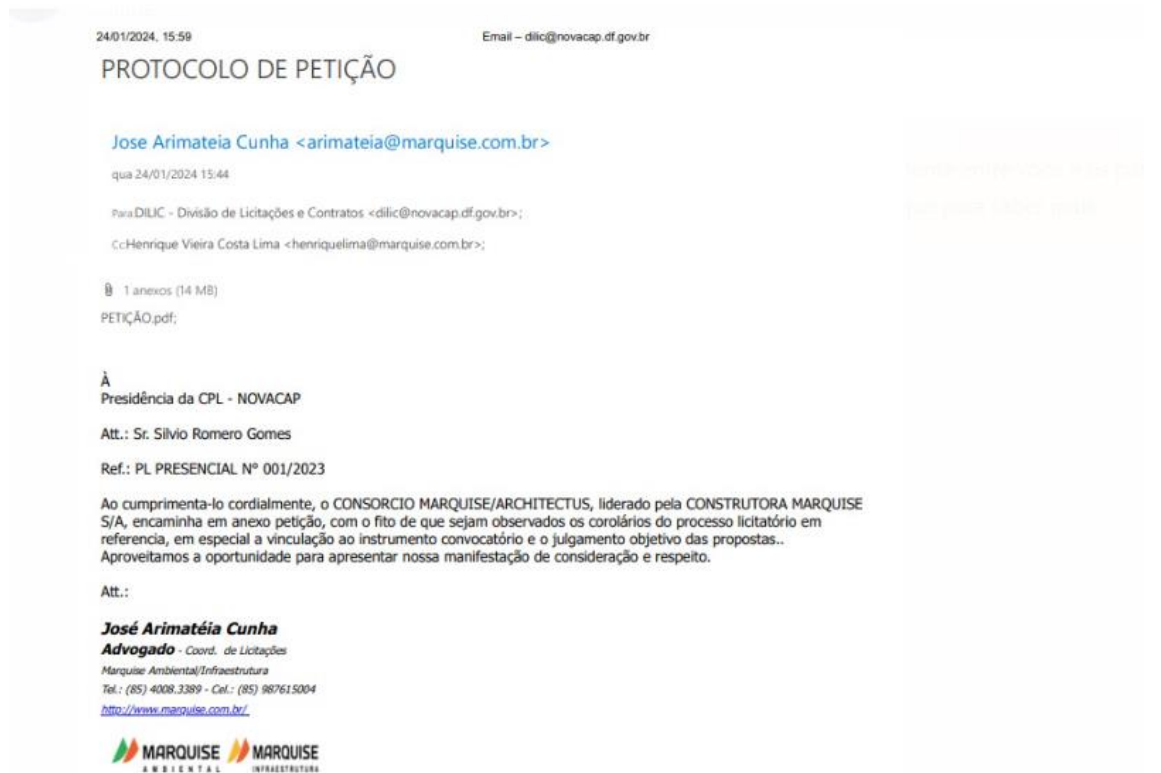 24/01/2024, 15:59
Email – dilic@novacap.df.gov.br
PROTOCOLO DE PETIÇÃO
Jose Arimateia Cunha <arimateia@marquise.com.br>
qua 24/01/2024 15:44
Para:DILIC - Divisão de Licitações e Contratos <dilic@novacap.df.gov.br>;
Cc:Henrique Vieira Costa Lima <henriquelima@marquise.com.br>;
1 anexos (14 MB)
PETIÇÃO.pdf;
À
Presidência da CPL - NOVACAP
Att.: Sr. Silvio Romero Gomes
Ref.: PL PRESENCIAL Nº 001/2023
Ao cumprimenta-lo cordialmente, o CONSORCIO MARQUISE/ARCHITECTUS, liderado pela CONSTRUTORA MARQUISE
S/A, encaminha em anexo petição, com o fito de que sejam observados os corolários do processo licitatório em
referencia, em especial a vinculação ao instrumento convocatório e o julgamento objetivo das propostas..
Aproveitamos a oportunidade para apresentar nossa manifestação de consideração e respeito.
Att.:
José Arimatéia Cunha
Advogado - Coord. de Licitações
Marquise Ambiental/Infraestrutura
Tel.: (85) 4008.3389 - Cel.: (85) 987615004
http://www.marquise.com.br/
MARQUISE MARQUISE
AMBIENTAL INFRAESTRUTURA